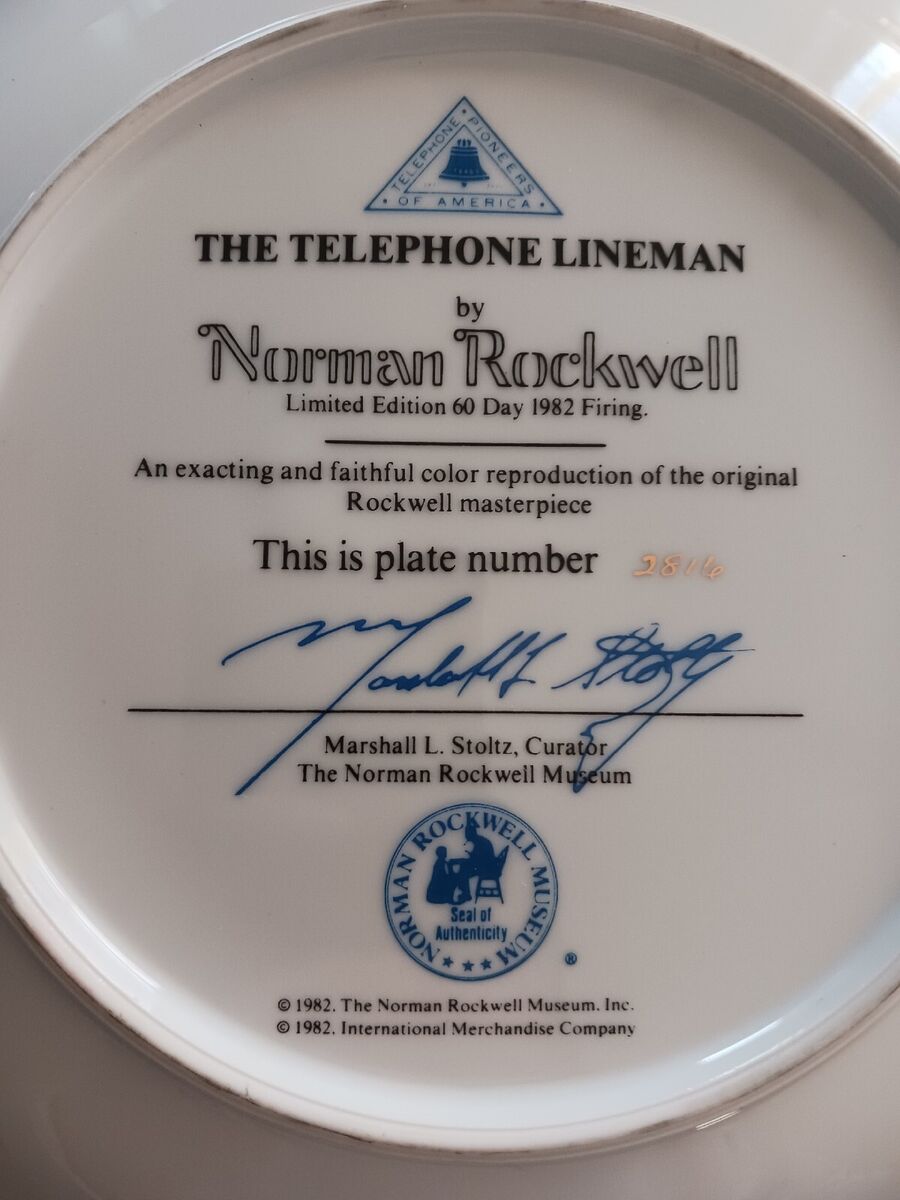 TELEPHONE • PIONEERS
• OF AMERICA •
THE TELEPHONE LINEMAN
by
Norman Rockwell
Limited Edition 60 Day 1982 Firing.
An exacting and faithful color reproduction of the original
Rockwell masterpiece
This is plate number 2816
Marshall L. Stoltz
Marshall L. Stoltz, Curator
The Norman Rockwell Museum
NORMAN ROCKWELL MUSEUM
Seal of
Authenticity
®
© 1982. The Norman Rockwell Museum. Inc.
© 1982. International Merchandise Company